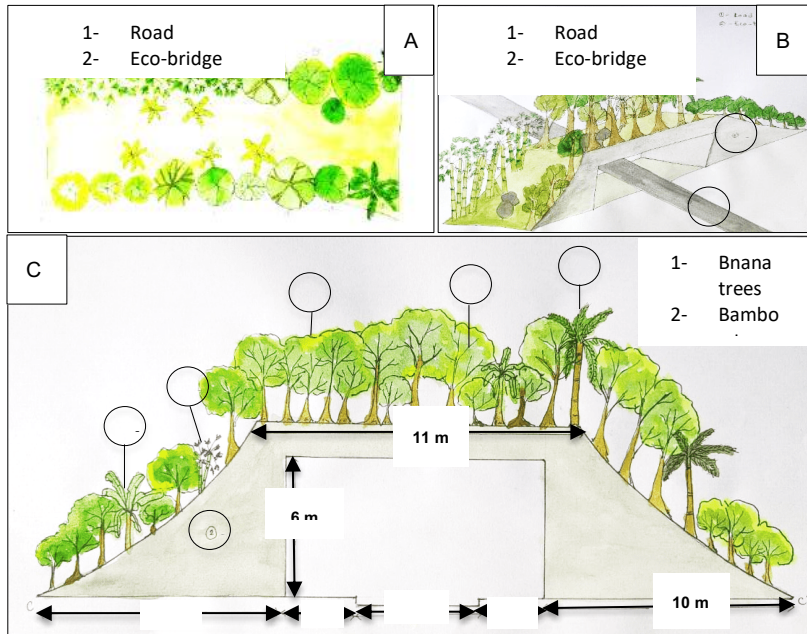 1- Road
2- Eco-bridge
A
1- Road
2- Eco-bridge
B
C
1- Bnana
trees
2- Bambo
11 m
6 m
10 m
C